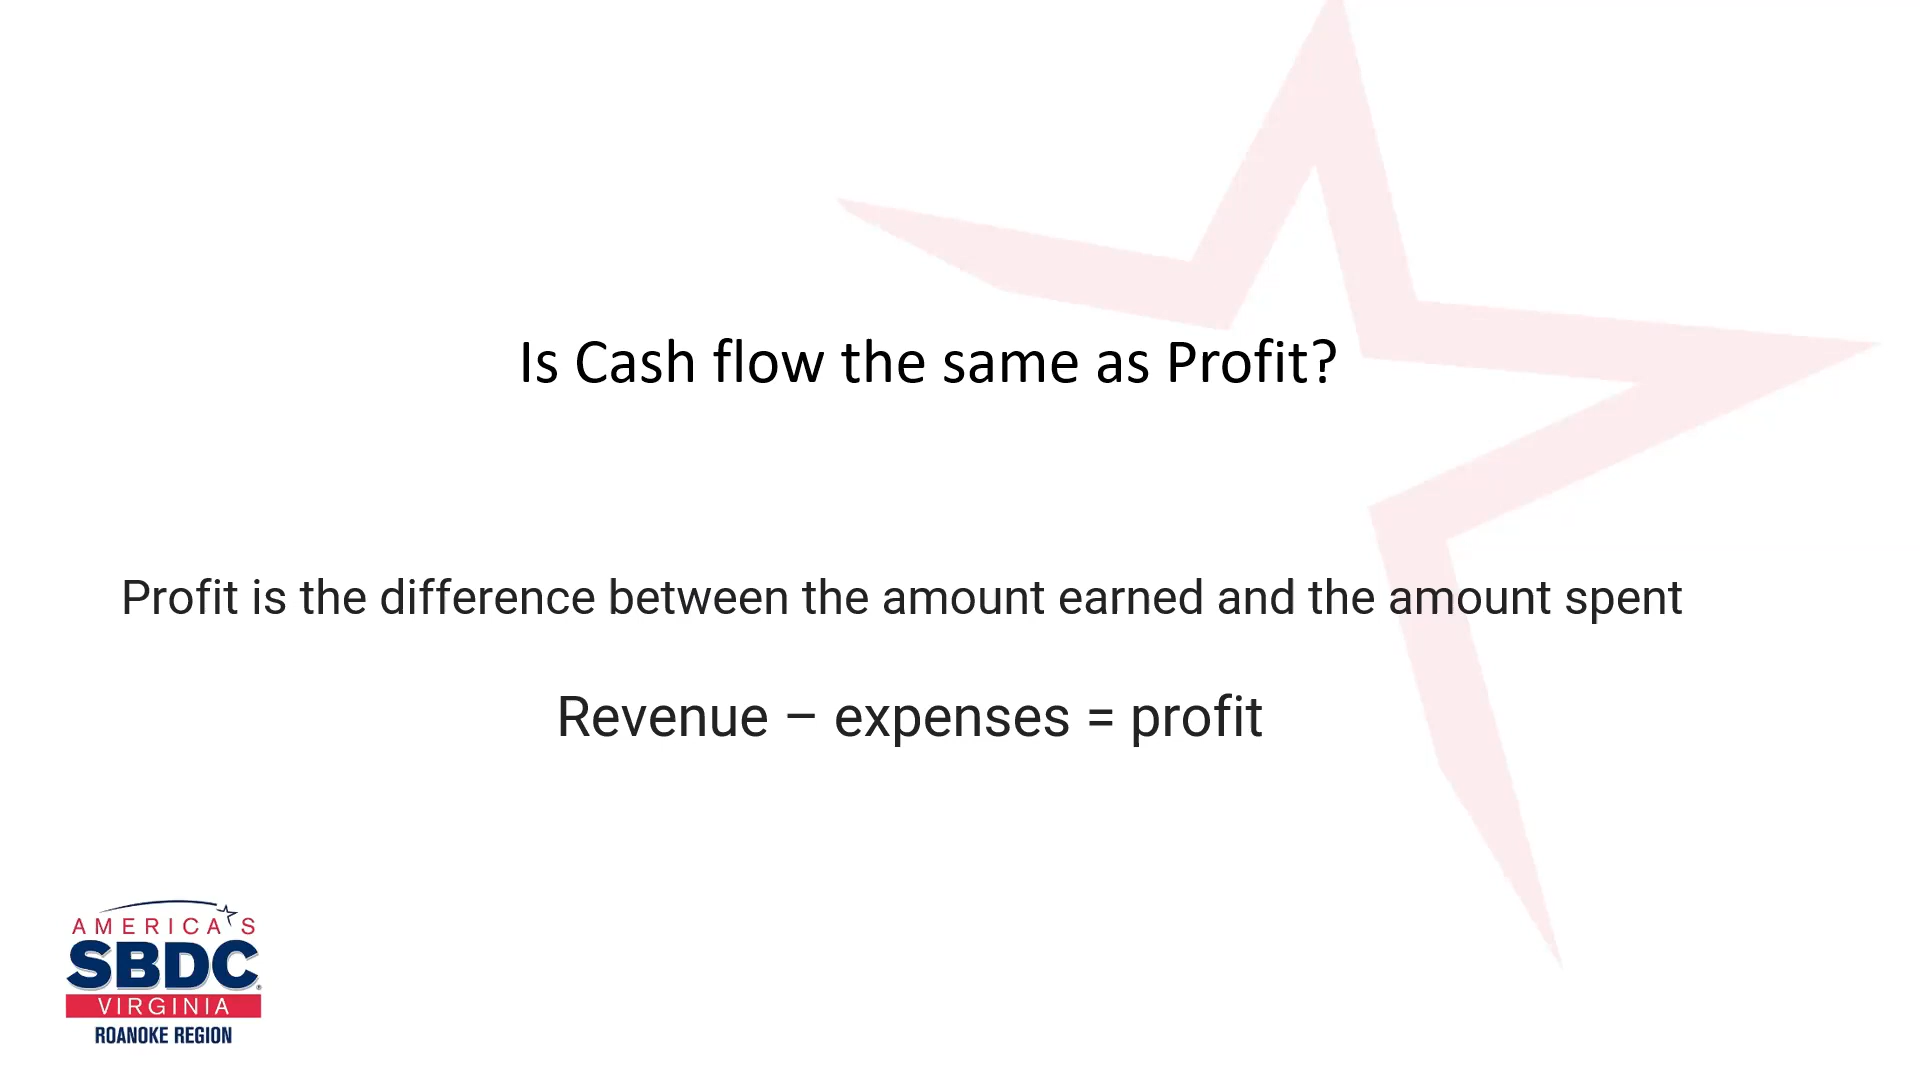 Is Cash flow the same as Profit?
Profit is the difference between the amount earned and the amount spent
Revenue – expenses = profit
AMERICA'S
SBDC®
VIRGINIA
ROANOKE REGION